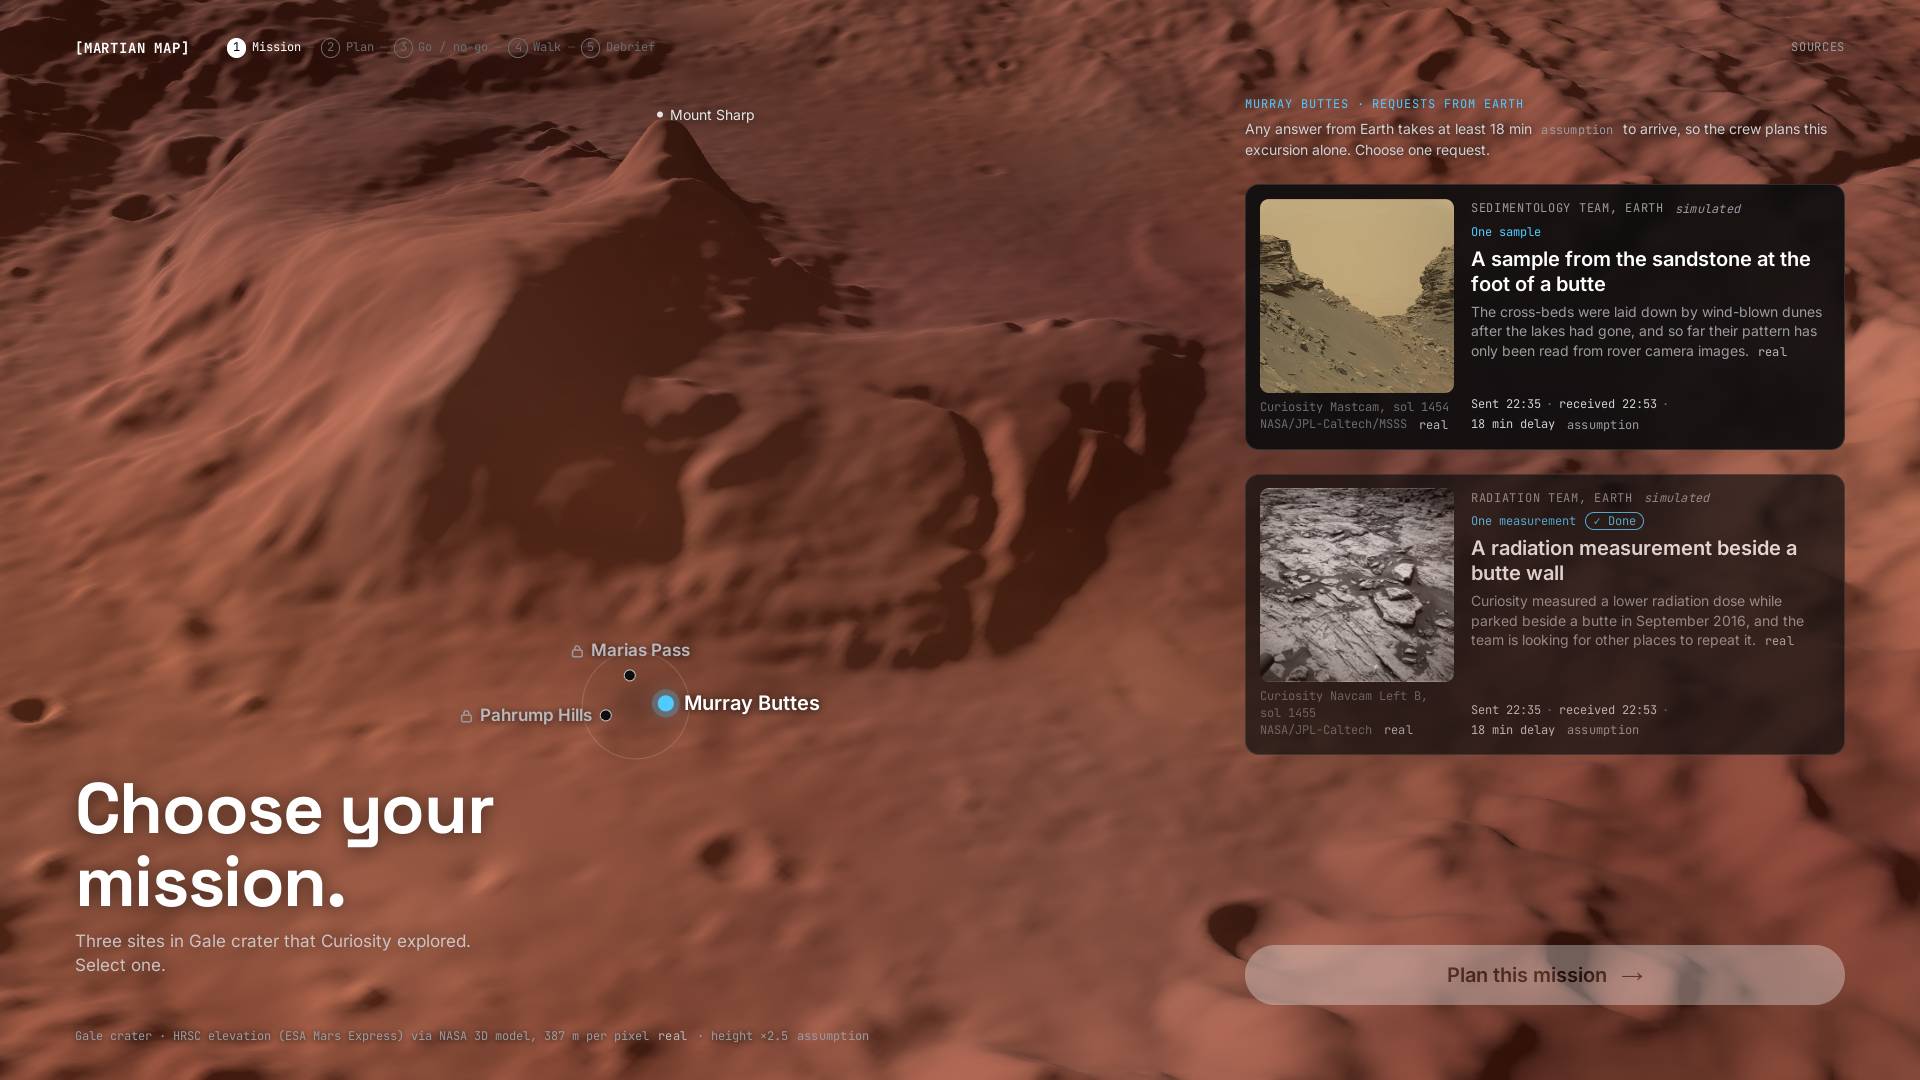 [MARTIAN MAP] 1 Mission 2 Plan 3 Go / no-go 4 Walk 5 Debrief
SOURCES
Mount Sharp
Marias Pass
Murray Buttes
Pahrump Hills
Choose your
mission.
Three sites in Gale crater that Curiosity explored.
Select one.
Gale crater · HRSC elevation (ESA Mars Express) via NASA 3D model, 387 m per pixel real · height ×2.5 assumption
MURRAY BUTTES · REQUESTS FROM EARTH
Any answer from Earth takes at least 18 min assumption to arrive, so the crew plans this
excursion alone. Choose one request.
SEDIMENTOLOGY TEAM, EARTH simulated
One sample
A sample from the sandstone at the
foot of a butte
The cross-beds were laid down by wind-blown dunes
after the lakes had gone, and so far their pattern has
only been read from rover camera images. real
Sent 22:35 · received 22:53 ·
18 min delay assumption
Curiosity Mastcam, sol 1454
NASA/JPL-Caltech/MSSS real
RADIATION TEAM, EARTH simulated
One measurement ✓ Done
A radiation measurement beside a
butte wall
Curiosity measured a lower radiation dose while
parked beside a butte in September 2016, and the
team is looking for other places to repeat it. real
Sent 22:35 · received 22:53 ·
18 min delay assumption
Curiosity Navcam Left B,
sol 1455
NASA/JPL-Caltech real
Plan this mission →